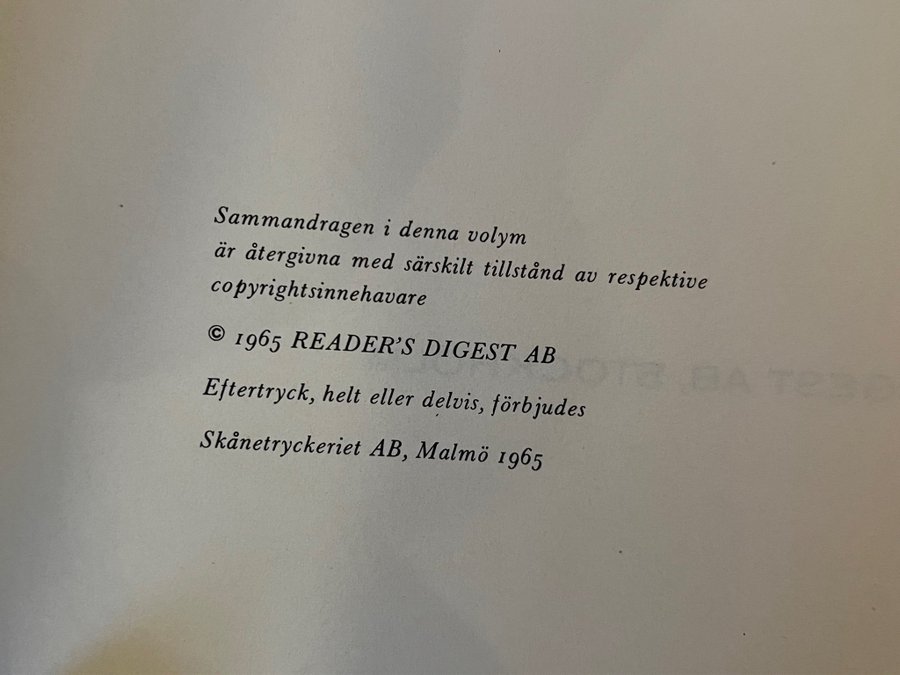 Sammandragen i denna volym
är återgivna med särskilt tillstånd av respektive
copyrightsinnehavare
© 1965 READER'S DIGEST AB
Eftertryck, helt eller delvis, förbjudes
Skånetryckeriet AB, Malmö 1965